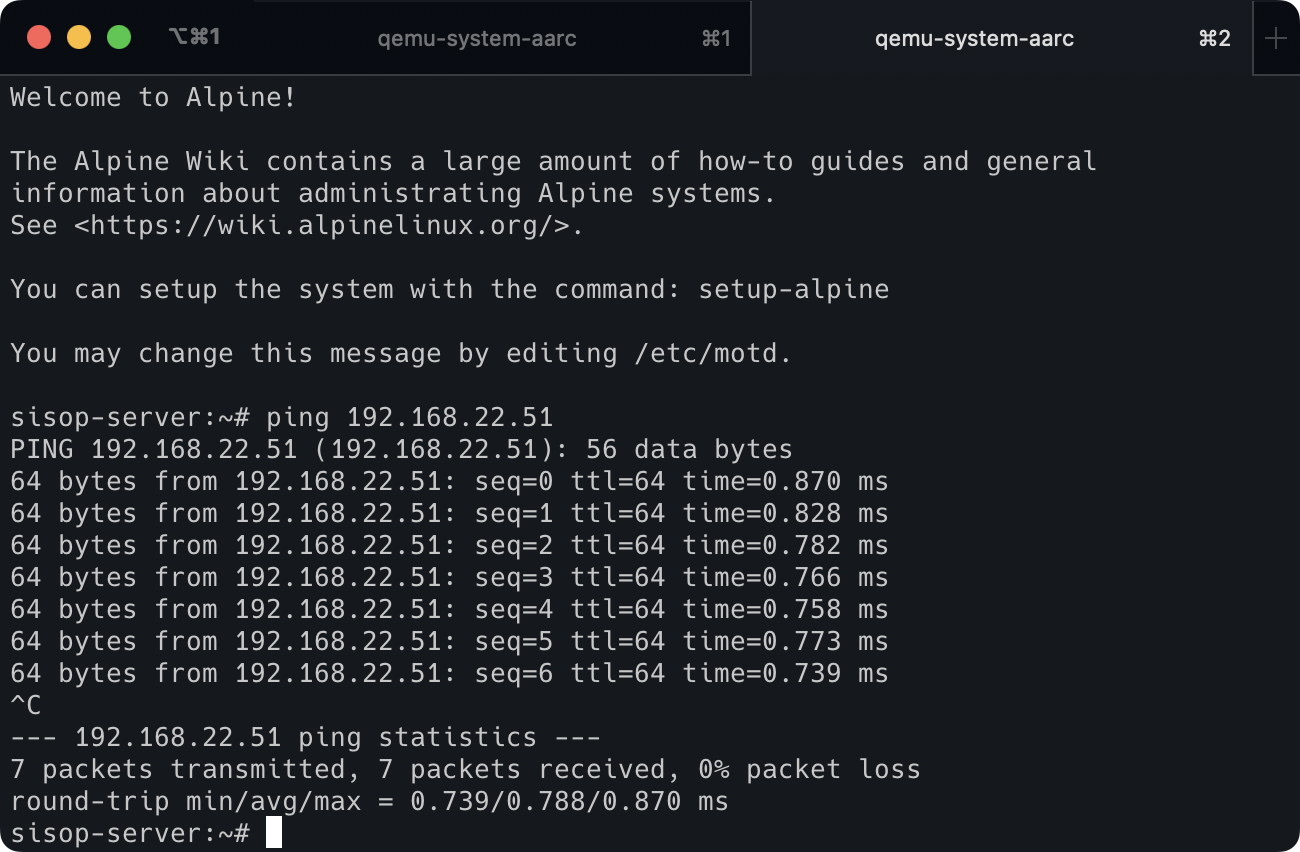 ⌥⌘1 qemu-system-aarc ⌘1 qemu-system-aarc ⌘2
Welcome to Alpine!
The Alpine Wiki contains a large amount of how-to guides and general
information about administrating Alpine systems.
See <https://wiki.alpinelinux.org/>.
You can setup the system with the command: setup-alpine
You may change this message by editing /etc/motd.
sisop-server:~# ping 192.168.22.51
PING 192.168.22.51 (192.168.22.51): 56 data bytes
64 bytes from 192.168.22.51: seq=0 ttl=64 time=0.870 ms
64 bytes from 192.168.22.51: seq=1 ttl=64 time=0.828 ms
64 bytes from 192.168.22.51: seq=2 ttl=64 time=0.782 ms
64 bytes from 192.168.22.51: seq=3 ttl=64 time=0.766 ms
64 bytes from 192.168.22.51: seq=4 ttl=64 time=0.758 ms
64 bytes from 192.168.22.51: seq=5 ttl=64 time=0.773 ms
64 bytes from 192.168.22.51: seq=6 ttl=64 time=0.739 ms
^C
--- 192.168.22.51 ping statistics ---
7 packets transmitted, 7 packets received, 0% packet loss
round-trip min/avg/max = 0.739/0.788/0.870 ms
sisop-server:~#